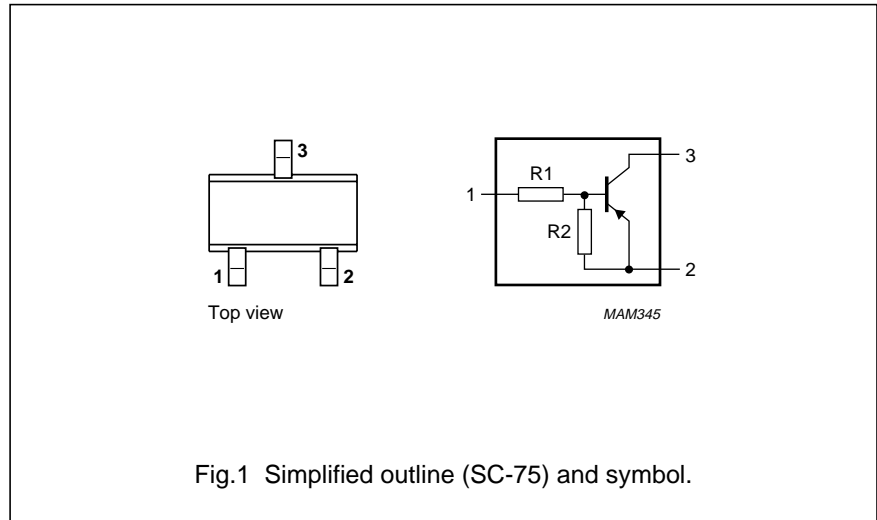 3
1
2
Top view
1
R1
R2
3
2
MAM345
Fig.1 Simplified outline (SC-75) and symbol.